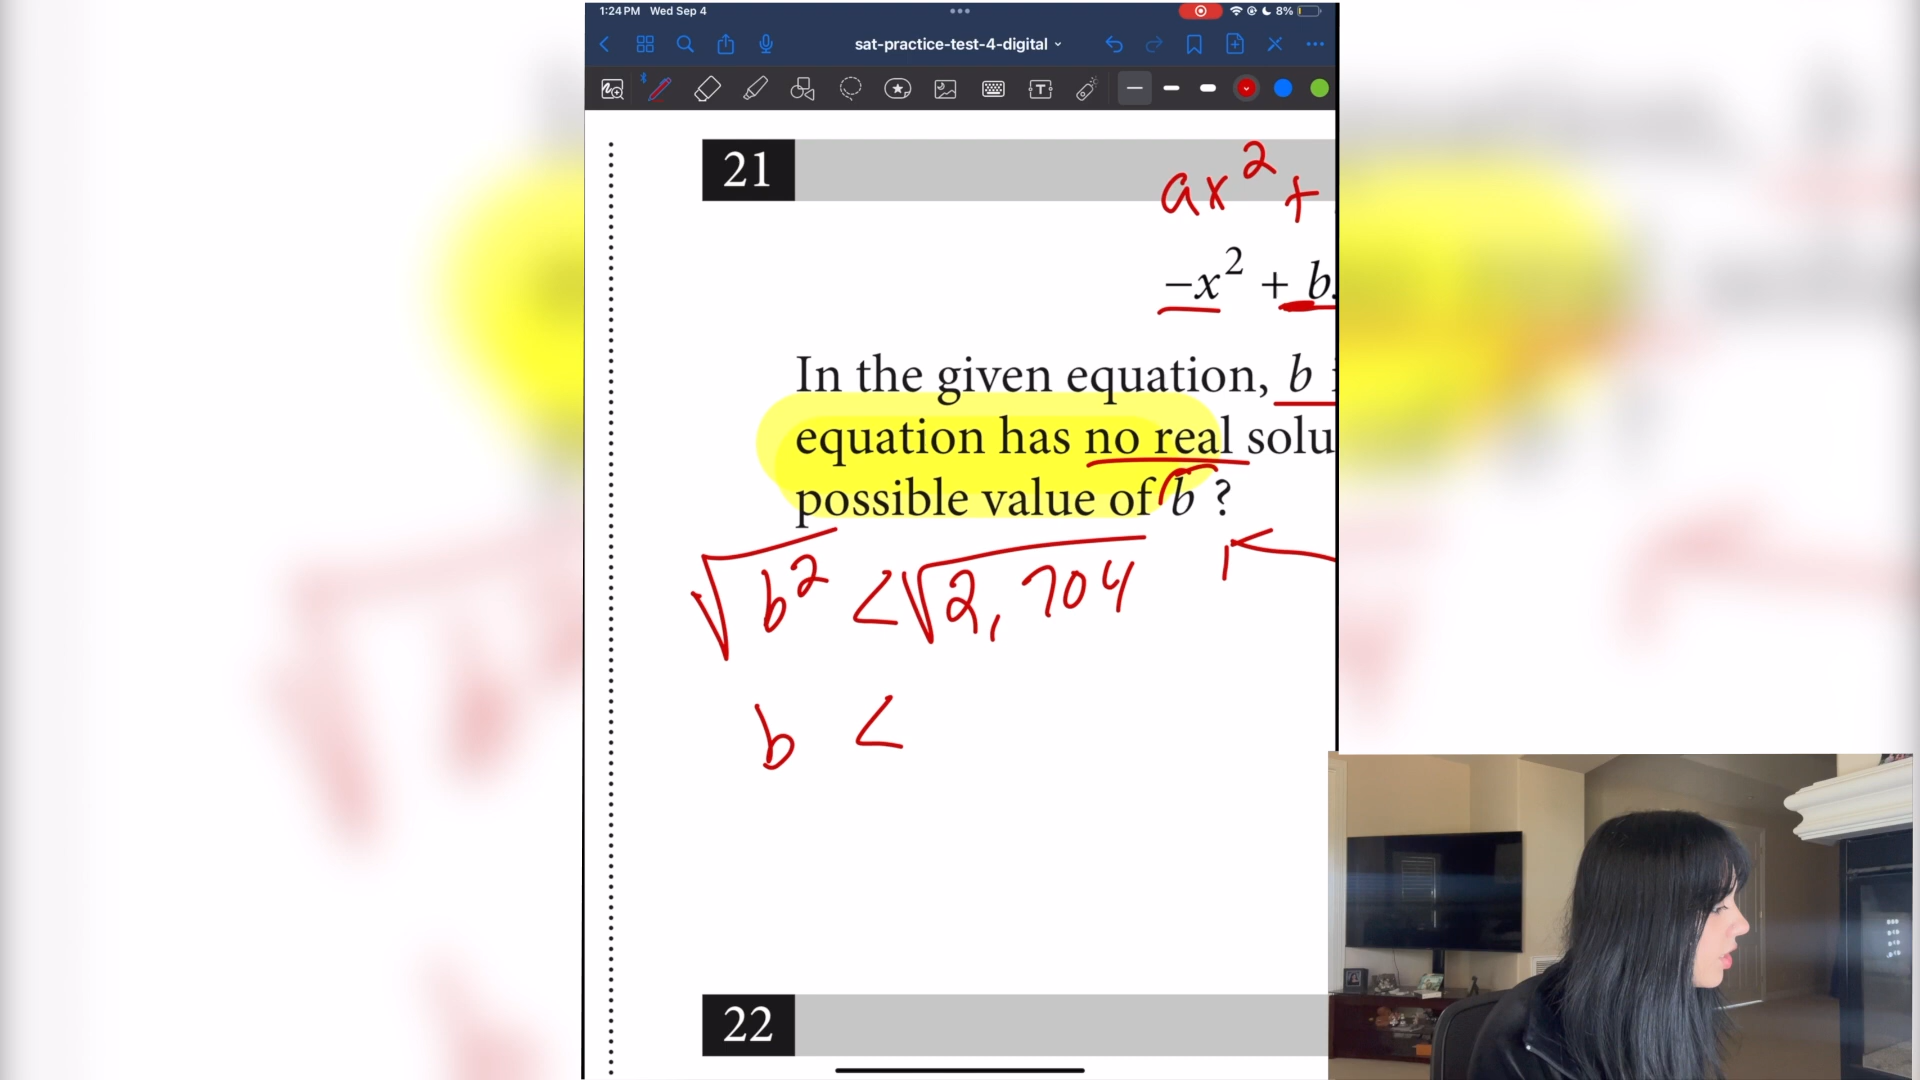 1:24 PM Wed Sep 4
8%
sat-practice-test-4-digital
21
ax² +
−x² + b
In the given equation, b
equation has no real solu
possible value of b ?
√b² < √2,704
b <
22